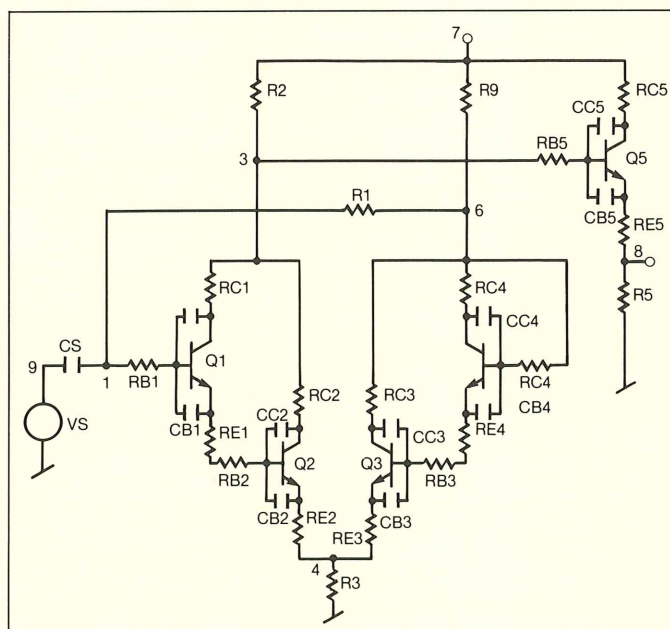 7
R2
R9
RC5
CC5
3
RB5
Q5
R1
CB5
6
RE5
8
RC1
RC4
CC4
R5
CS
9
Q1
1
RB1
RC4
RC2
RC3
VS
CB1
CB4
CC2
CC3
RE1
RE4
Q2
Q3
RB2
RB3
CB2
CB3
RE2
RE3
4
R3